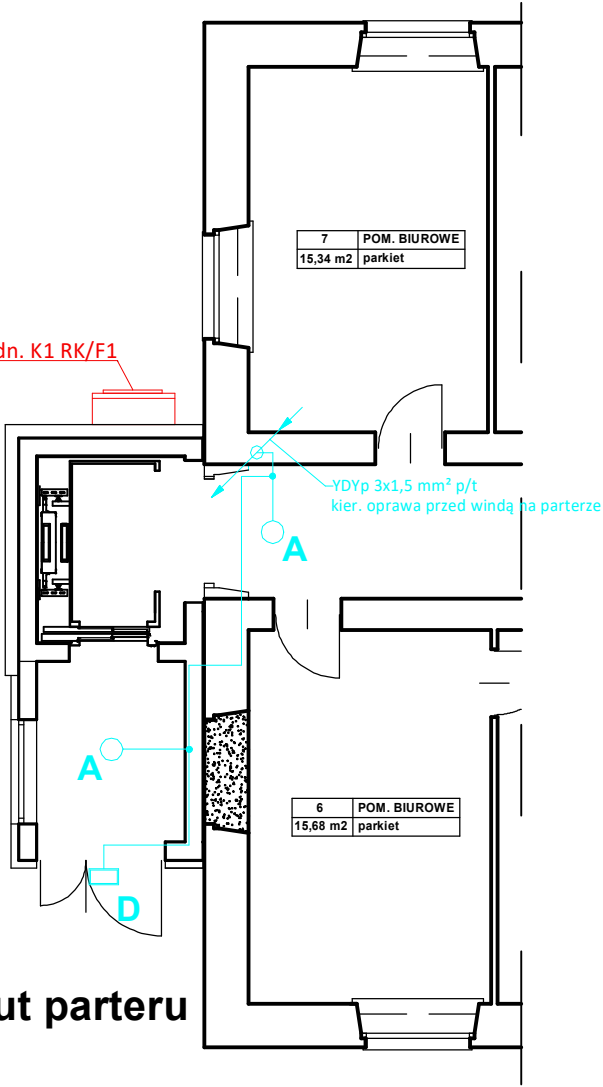 7 POM. BIUROWE
15,34 m2 parkiet
dn. K1 RK/F1
YDYp 3x1,5 mm² p/t
kier. oprawa przed windą na parterze
A
A
6 POM. BIUROWE
15,68 m2 parkiet
D
ut parteru